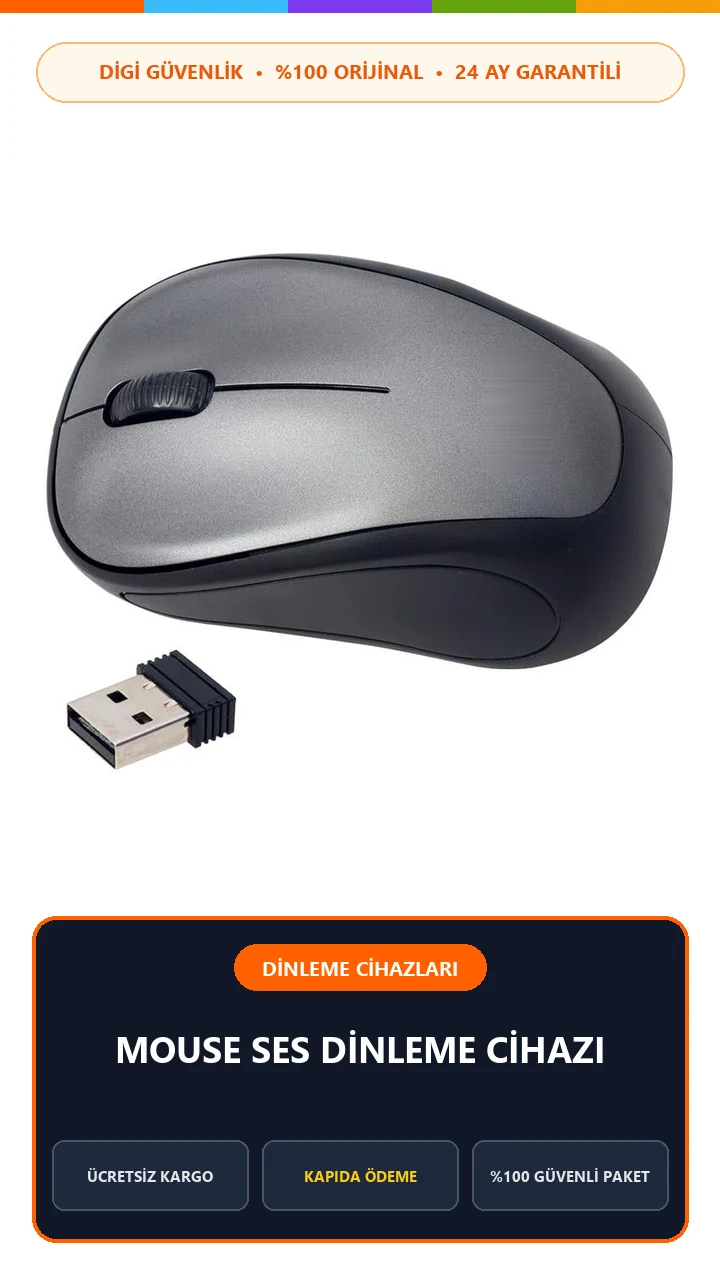 DİGİ GÜVENLİK • %100 ORİJİNAL • 24 AY GARANTİLİ
DİNLEME CİHAZLARI
MOUSE SES DİNLEME CİHAZI
ÜCRETSİZ KARGO
KAPIDA ÖDEME
%100 GÜVENLİ PAKET